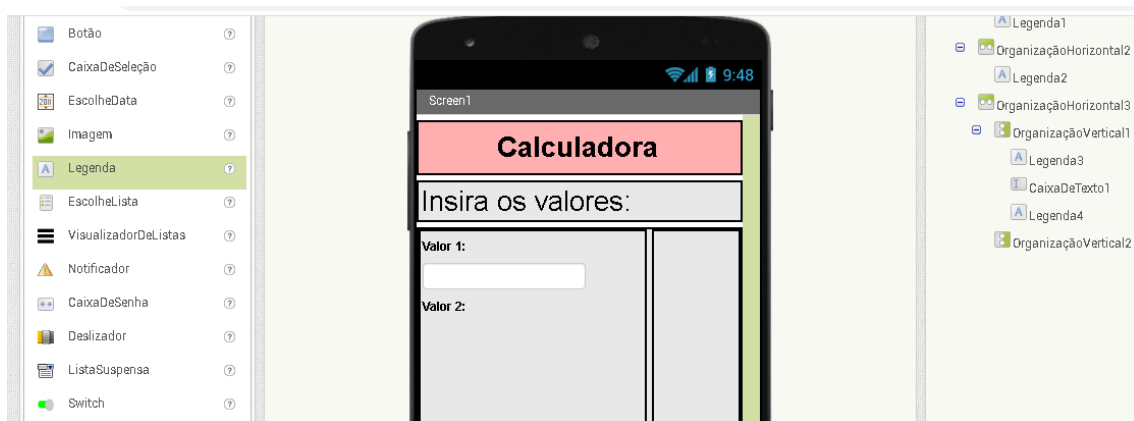 Botão
CaixaDeSeleção
EscolheData
Imagem
Legenda
EscolheLista
VisualizadorDeListas
Notificador
CaixaDeSenha
Deslizador
ListaSuspensa
Switch
9:48
Screen1
Calculadora
Insira os valores:
Valor 1:
Valor 2:
Legenda1
OrganizaçãoHorizontal2
Legenda2
OrganizaçãoHorizontal3
OrganizaçãoVertical1
Legenda3
CaixaDeTexto1
Legenda4
OrganizaçãoVertical2